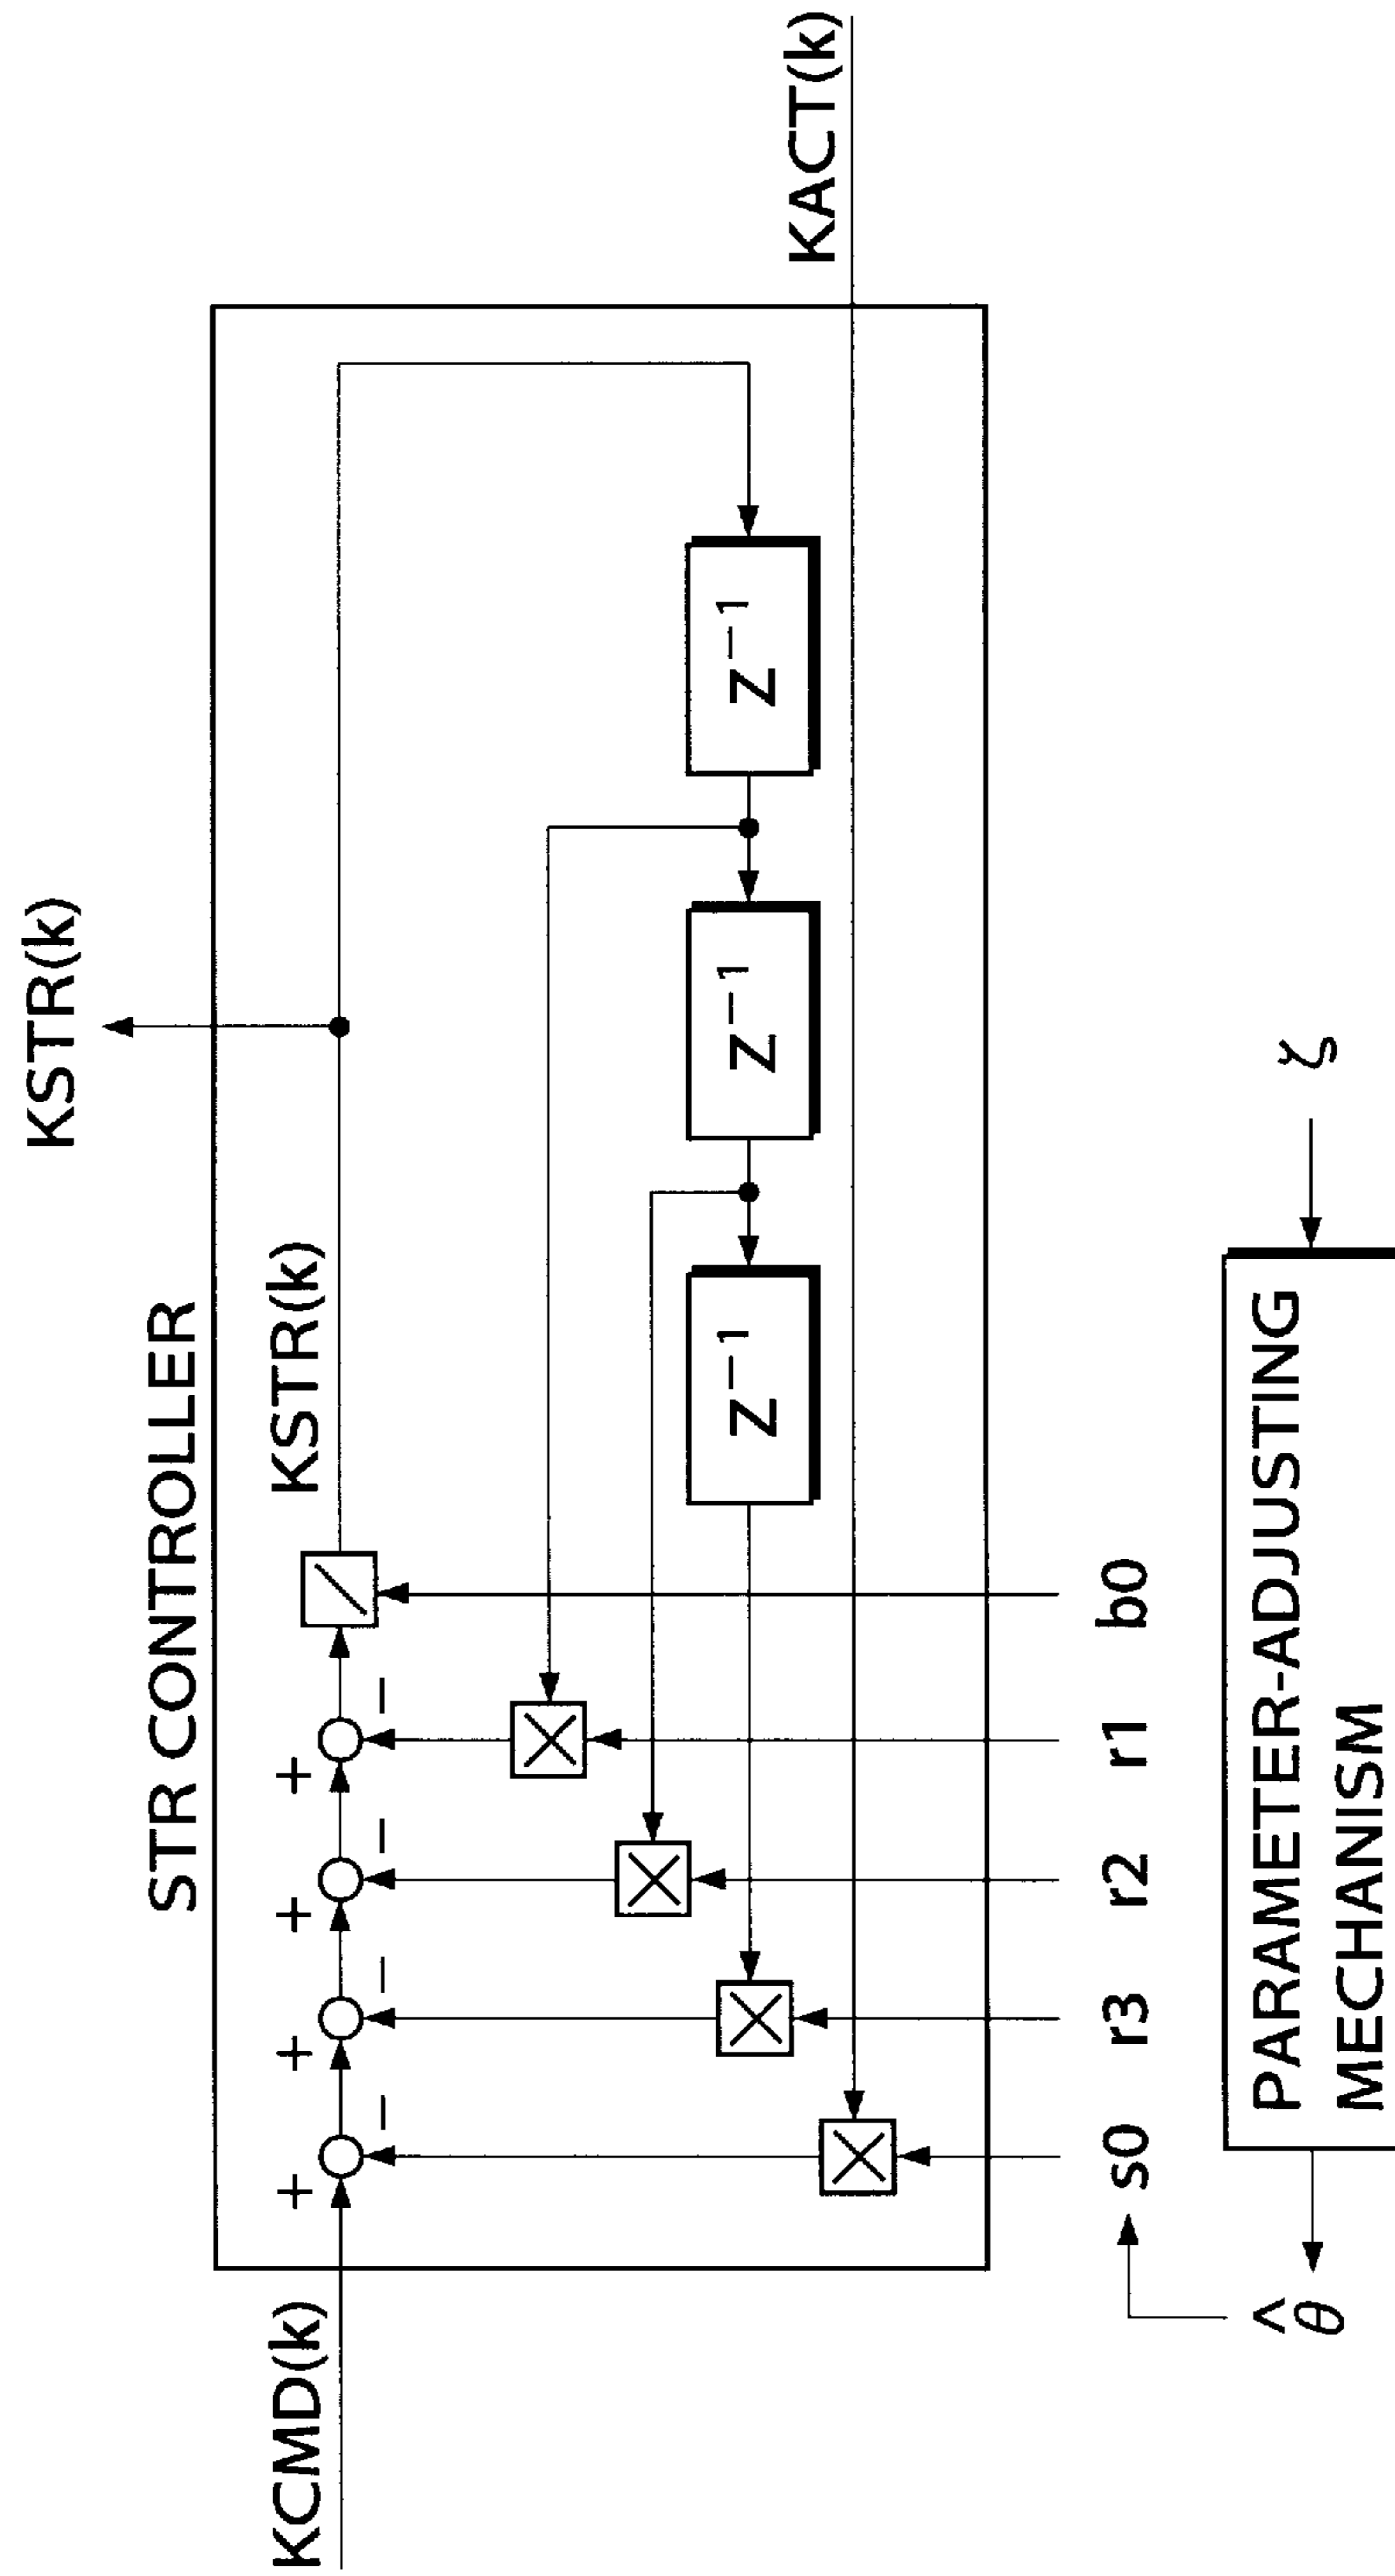 KSTR(k)
STR CONTROLLER
KCMD(k)
+ + + +
KSTR(k)
− − − −
Z⁻¹ Z⁻¹ Z⁻¹
KACT(k)
s0 r3 r2 r1 b0
θ̂
PARAMETER-ADJUSTING
MECHANISM
ζ